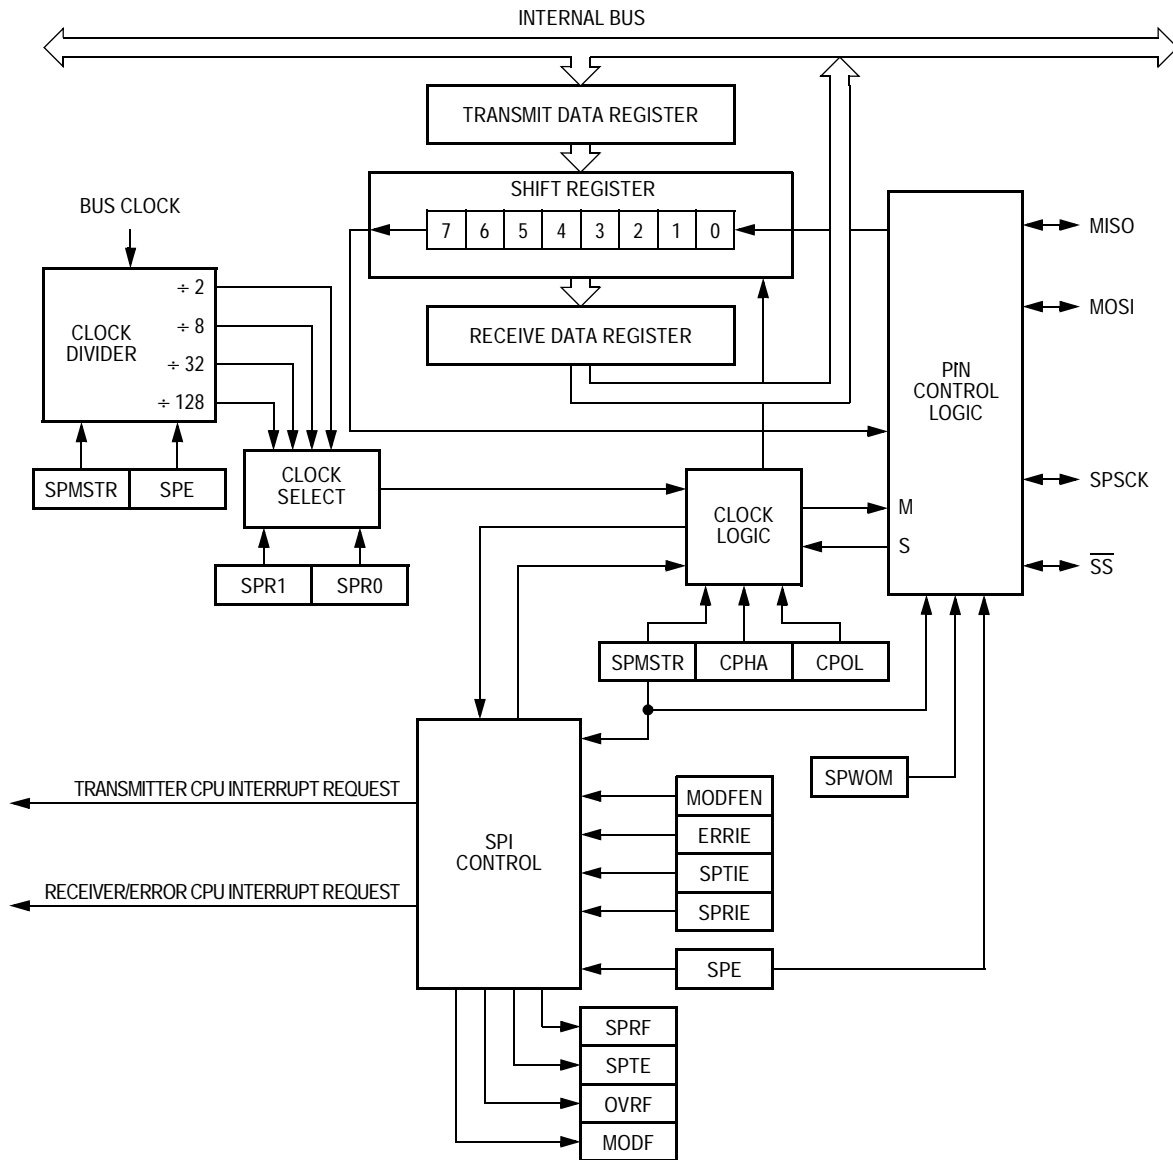 INTERNAL BUS
TRANSMIT DATA REGISTER
SHIFT REGISTER
7 6 5 4 3 2 1 0
RECEIVE DATA REGISTER
BUS CLOCK
CLOCK
DIVIDER
÷ 2
÷ 8
÷ 32
÷ 128
SPMSTR SPE
CLOCK
SELECT
SPR1 SPR0
CLOCK
LOGIC
PIN
CONTROL
LOGIC
M
S
MISO
MOSI
SPSCK
SS
SPMSTR CPHA CPOL
SPWOM
TRANSMITTER CPU INTERRUPT REQUEST
RECEIVER/ERROR CPU INTERRUPT REQUEST
SPI
CONTROL
MODFEN
ERRIE
SPTIE
SPRIE
SPE
SPRF
SPTE
OVRF
MODF